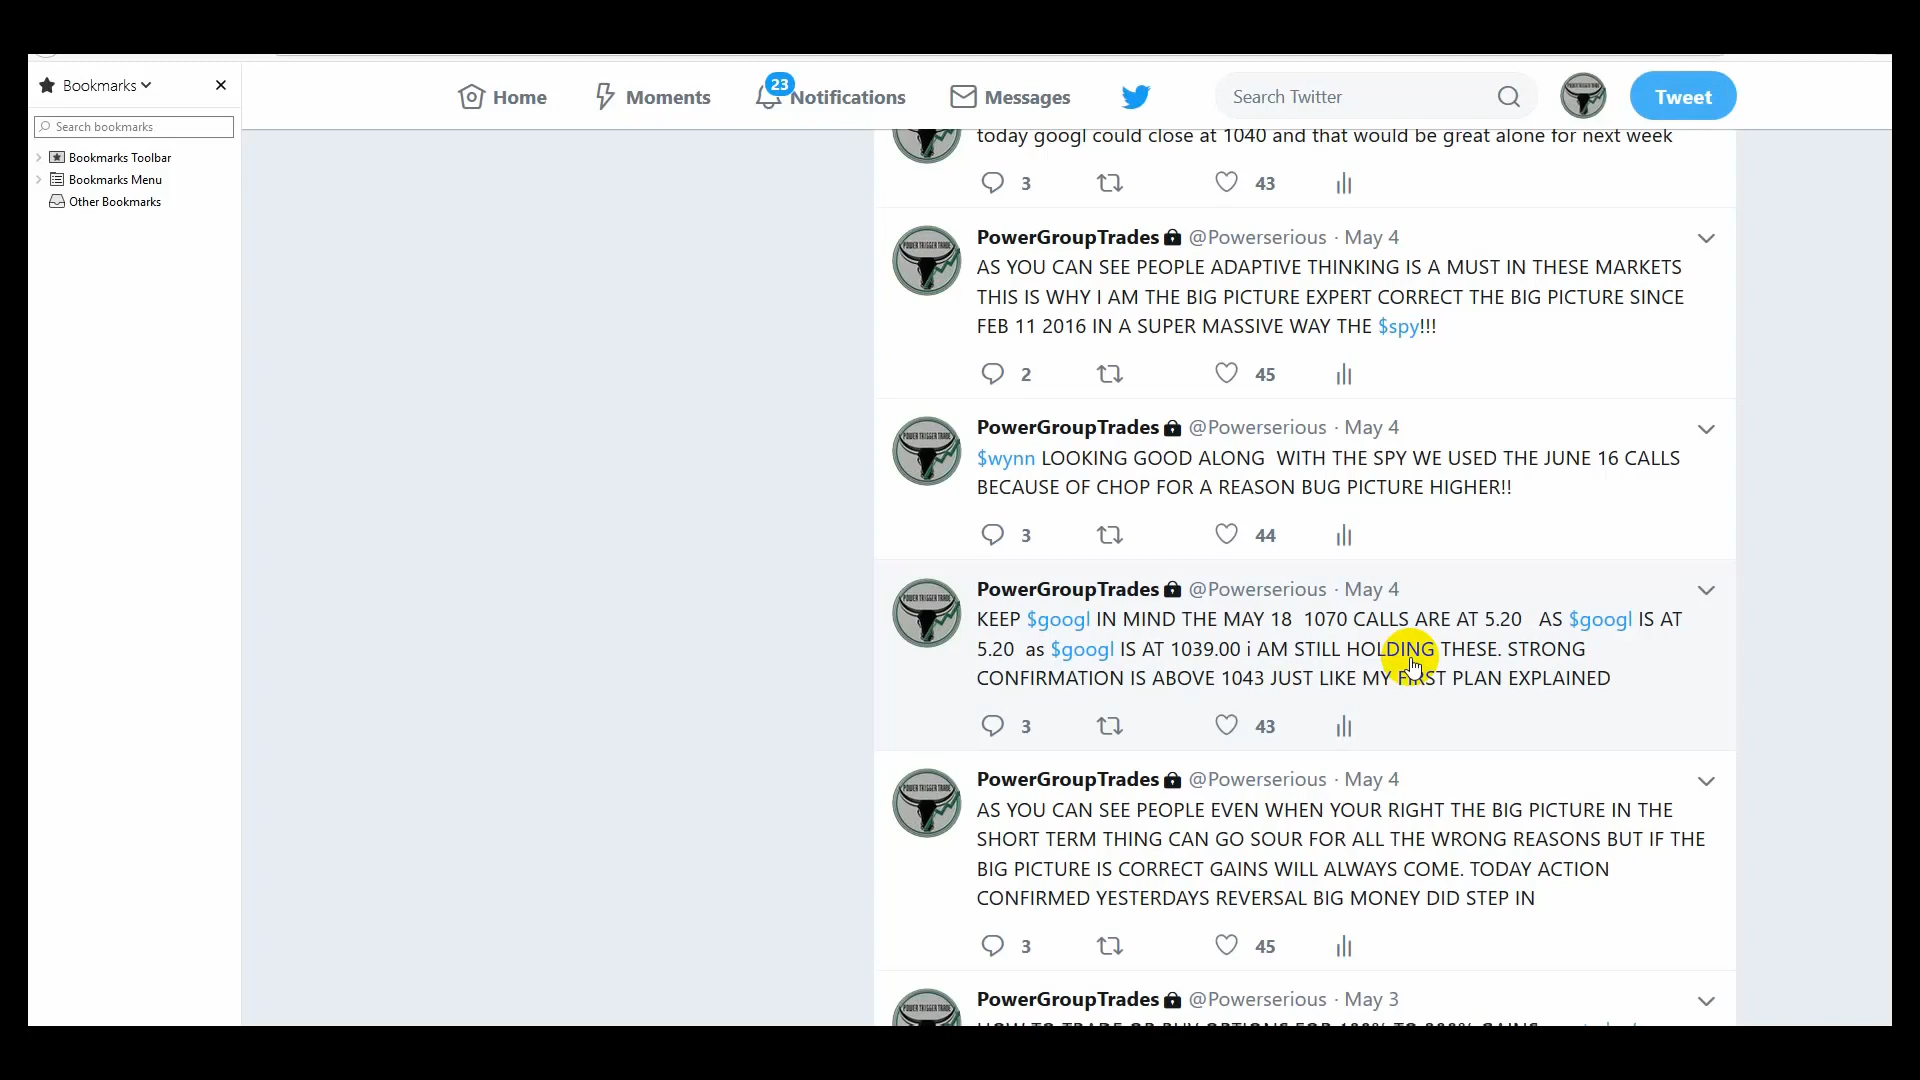 Bookmarks
Search bookmarks
Bookmarks Toolbar
Bookmarks Menu
Other Bookmarks
Home
Moments
23
Notifications
Messages
Search Twitter
Tweet
today googl could close at 1040 and that would be great alone for next week
3 43
PowerGroupTrades @Powerserious · May 4
AS YOU CAN SEE PEOPLE ADAPTIVE THINKING IS A MUST IN THESE MARKETS
THIS IS WHY I AM THE BIG PICTURE EXPERT CORRECT THE BIG PICTURE SINCE
FEB 11 2016 IN A SUPER MASSIVE WAY THE $spy!!!
2 45
PowerGroupTrades @Powerserious · May 4
$wynn LOOKING GOOD ALONG WITH THE SPY WE USED THE JUNE 16 CALLS
BECAUSE OF CHOP FOR A REASON BUG PICTURE HIGHER!!
3 44
PowerGroupTrades @Powerserious · May 4
KEEP $googl IN MIND THE MAY 18 1070 CALLS ARE AT 5.20 AS $googl IS AT
5.20 as $googl IS AT 1039.00 i AM STILL HOLDING THESE. STRONG
CONFIRMATION IS ABOVE 1043 JUST LIKE MY FIRST PLAN EXPLAINED
3 43
PowerGroupTrades @Powerserious · May 4
AS YOU CAN SEE PEOPLE EVEN WHEN YOUR RIGHT THE BIG PICTURE IN THE
SHORT TERM THING CAN GO SOUR FOR ALL THE WRONG REASONS BUT IF THE
BIG PICTURE IS CORRECT GAINS WILL ALWAYS COME. TODAY ACTION
CONFIRMED YESTERDAYS REVERSAL BIG MONEY DID STEP IN
3 45
PowerGroupTrades @Powerserious · May 3